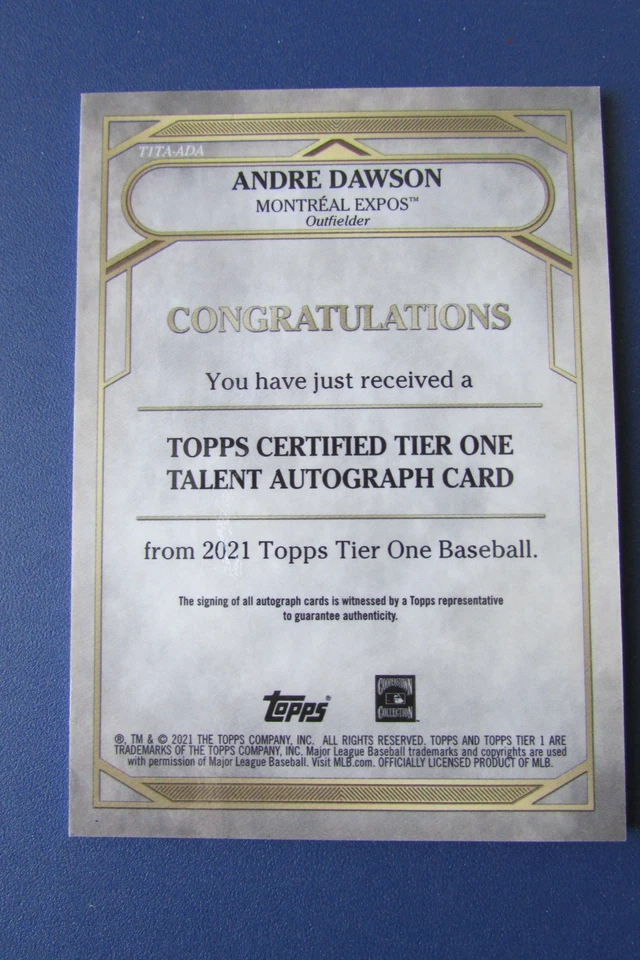 T1TA-ADA
ANDRE DAWSON
MONTRÉAL EXPOS™
Outfielder
CONGRATULATIONS
You have just received a
TOPPS CERTIFIED TIER ONE
TALENT AUTOGRAPH CARD
from 2021 Topps Tier One Baseball.
The signing of all autograph cards is witnessed by a Topps representative
to guarantee authenticity.
topps®
COOPERSTOWN
COLLECTION™
®, TM & © 2021 THE TOPPS COMPANY, INC. ALL RIGHTS RESERVED. TOPPS AND TOPPS TIER 1 ARE
TRADEMARKS OF THE TOPPS COMPANY, INC. Major League Baseball trademarks and copyrights are used
with permission of Major League Baseball. Visit MLB.com. OFFICIALLY LICENSED PRODUCT OF MLB.